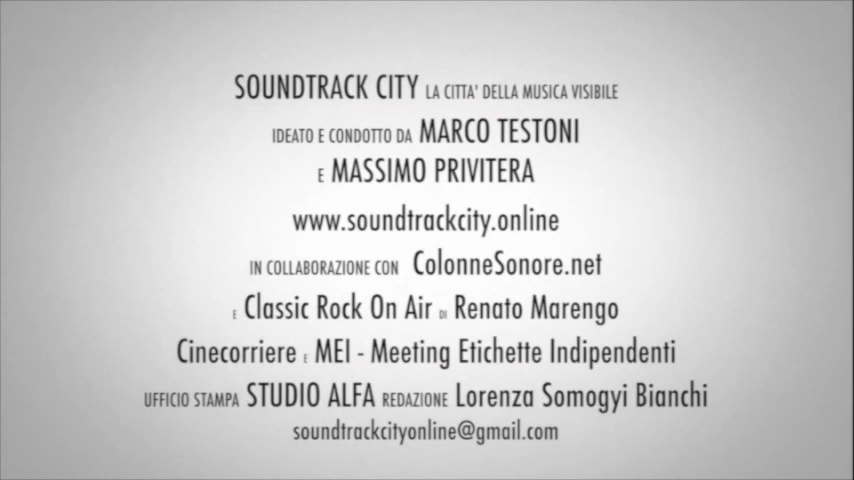 SOUNDTRACK CITY LA CITTA' DELLA MUSICA VISIBILE
IDEATO E CONDOTTO DA MARCO TESTONI
E MASSIMO PRIVITERA
www.soundtrackcity.online
IN COLLABORAZIONE CON ColonneSonore.net
E Classic Rock On Air DI Renato Marengo
Cinecorriere E MEI - Meeting Etichette Indipendenti
UFFICIO STAMPA STUDIO ALFA REDAZIONE Lorenza Somogyi Bianchi
soundtrackcityonline@gmail.com